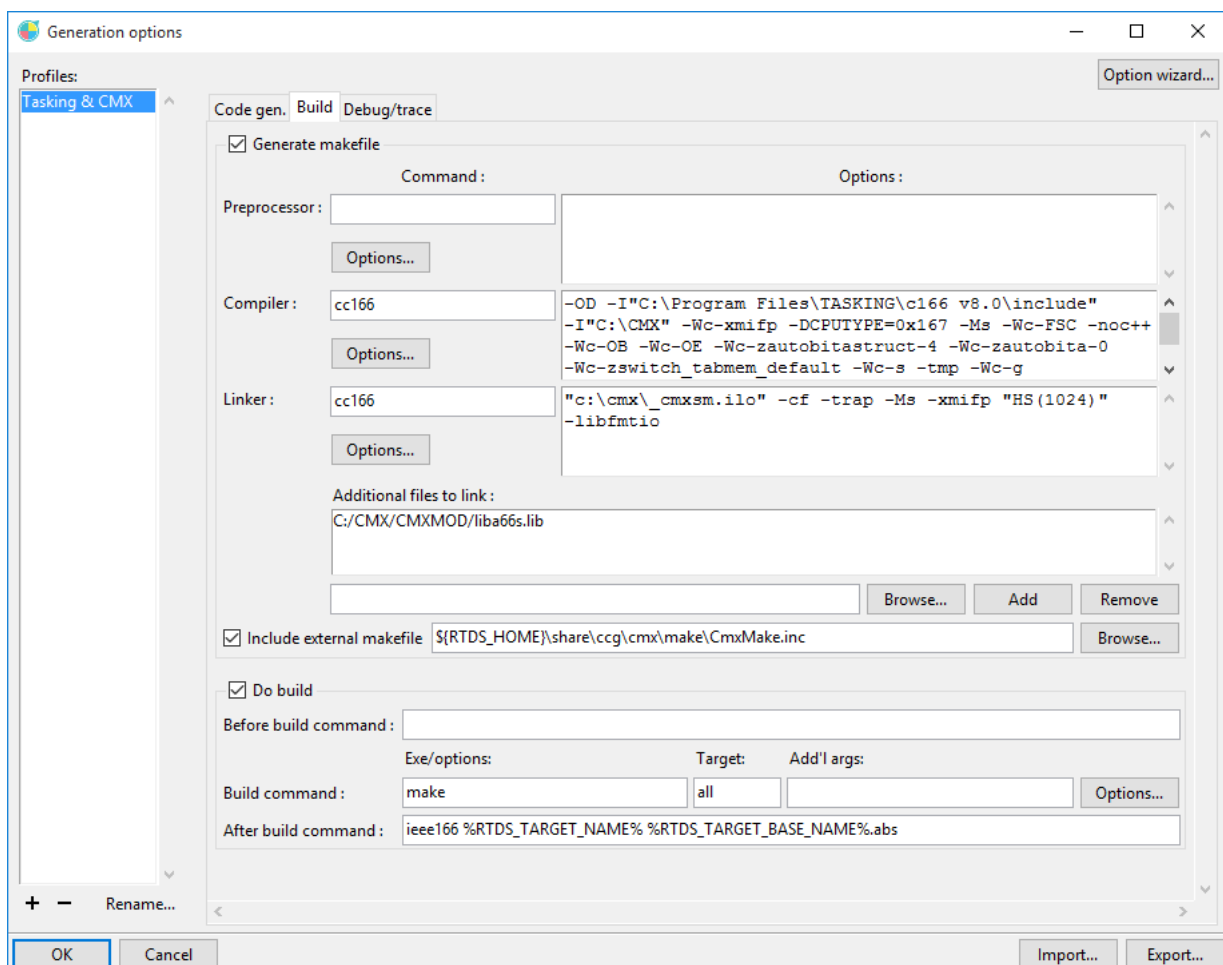 Generation options
Profiles:
Option wizard...
Tasking & CMX
Code gen. Build Debug/trace
Generate makefile
Command : Options :
Preprocessor :
Options...
Compiler : cc166 -OD -I"C:\Program Files\TASKING\c166 v8.0\include"
-I"C:\CMX" -Wc-xmifp -DCPUTYPE=0x167 -Ms -Wc-FSC -noc++
Options... -Wc-OB -Wc-OE -Wc-zautobitastruct-4 -Wc-zautobita-0
-Wc-zswitch_tabmem_default -Wc-s -tmp -Wc-g
Linker : cc166 "c:\cmx\_cmxsm.ilo" -cf -trap -Ms -xmifp "HS(1024)"
-libfmtio
Options...
Additional files to link :
C:/CMX/CMXMOD/liba66s.lib
Browse... Add Remove
Include external makefile ${RTDS_HOME}\share\ccg\cmx\make\CmxMake.inc Browse...
Do build
Before build command :
Exe/options: Target: Add'l args:
Build command : make all Options...
After build command : ieee166 %RTDS_TARGET_NAME% %RTDS_TARGET_BASE_NAME%.abs
Rename...
OK Cancel Import... Export...